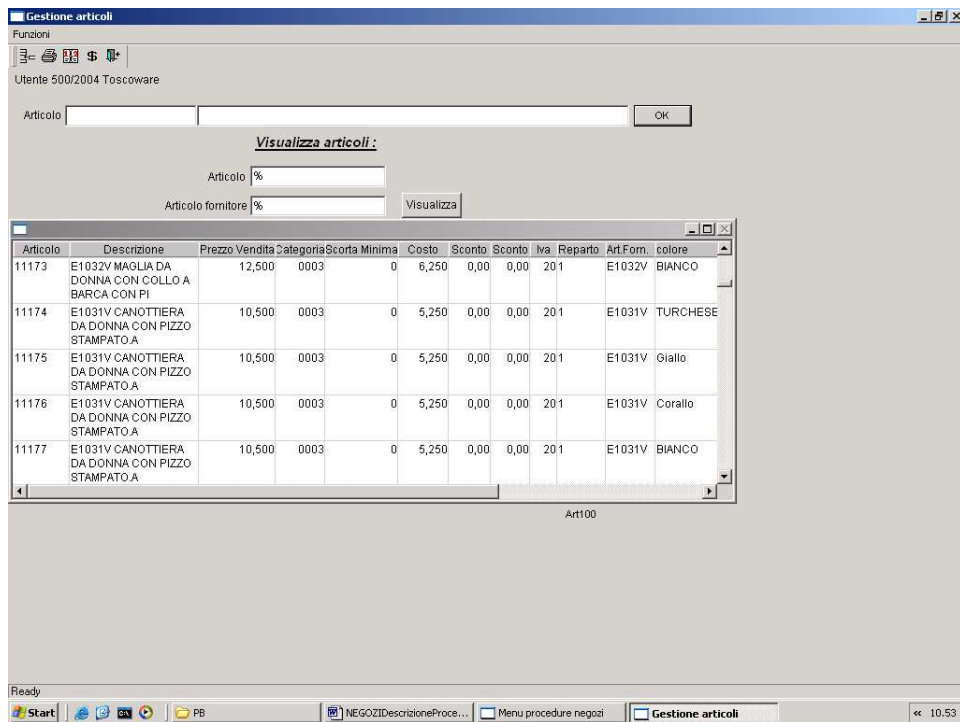 Gestione articoli
Funzioni
Utente 500/2004 Toscoware
Articolo OK
Visualizza articoli :
Articolo %
Articolo fornitore % Visualizza
Articolo Descrizione Prezzo Vendita Categoria Scorta Minima Costo Sconto Sconto Iva Reparto Art.Forn. colore
11173 E1032V MAGLIA DA 12,500 0003 0 6,250 0,00 0,00 20 1 E1032V BIANCO
DONNA CON COLLO A
BARCA CON PI
11174 E1031V CANOTTIERA 10,500 0003 0 5,250 0,00 0,00 20 1 E1031V TURCHESE
DA DONNA CON PIZZO
STAMPATO.A
11175 E1031V CANOTTIERA 10,500 0003 0 5,250 0,00 0,00 20 1 E1031V Giallo
DA DONNA CON PIZZO
STAMPATO.A
11176 E1031V CANOTTIERA 10,500 0003 0 5,250 0,00 0,00 20 1 E1031V Corallo
DA DONNA CON PIZZO
STAMPATO.A
11177 E1031V CANOTTIERA 10,500 0003 0 5,250 0,00 0,00 20 1 E1031V BIANCO
DA DONNA CON PIZZO
STAMPATO.A
Art100
Ready
Start PB NEGOZIDescrizioneProce... Menu procedure negozi Gestione articoli « 10.53